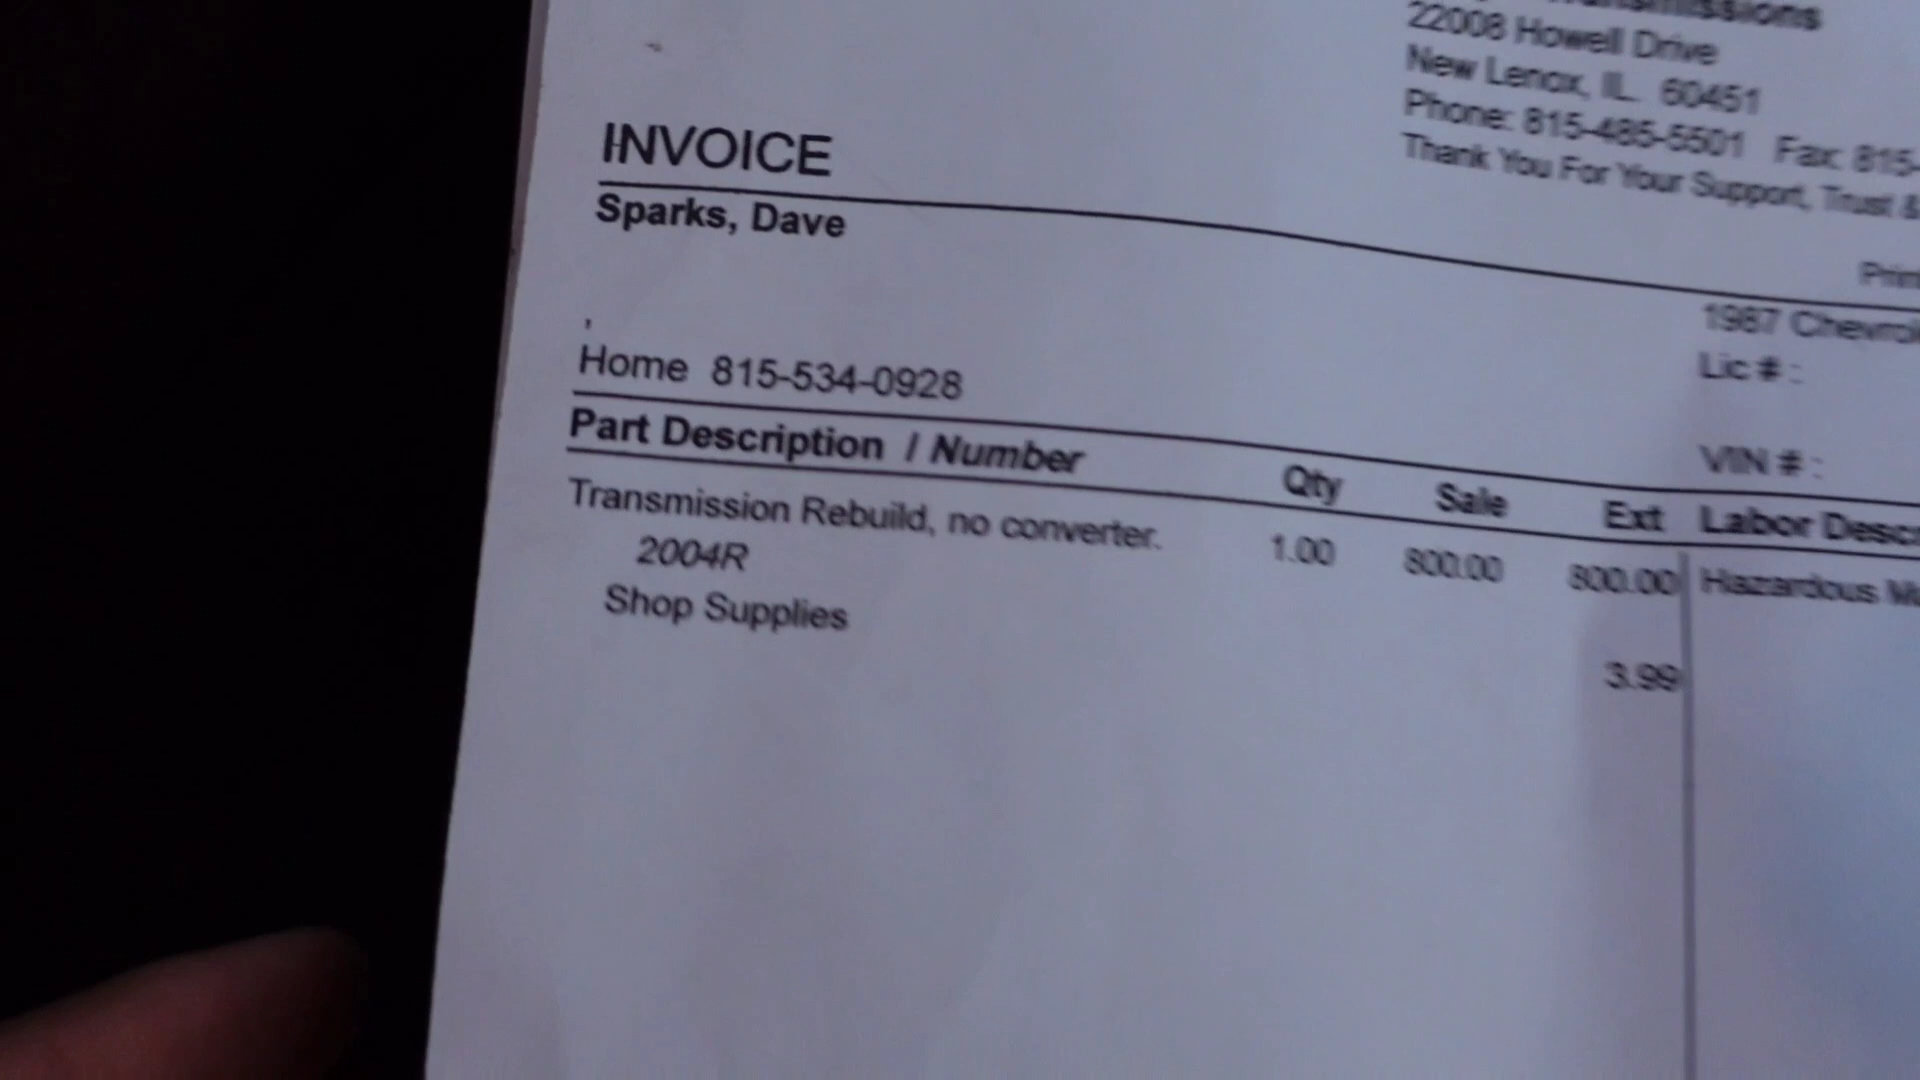 22008 Howell Drive
New Lenox, IL 60451
Phone: 815-485-5501 Fax: 815-
Thank You For Your Support, Trust &
INVOICE
Sparks, Dave
,
1987
Home 815-534-0928
Lic # :
VIN # :
Part Description / Number Qty Sale Ext Labor
Transmission Rebuild, no converter. 1.00 800.00 800.00 Hazardous
2004R
Shop Supplies
3.99